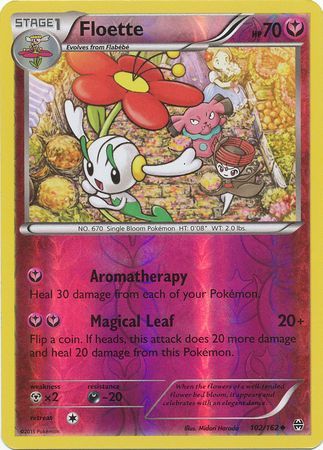 STAGE1
Floette
HP70
Evolves from Flabébé
NO. 670 Single Bloom Pokémon HT: 0'08" WT: 2.0 lbs.
Aromatherapy
Heal 30 damage from each of your Pokémon.
Magical Leaf 20+
Flip a coin. If heads, this attack does 20 more damage
and heal 20 damage from this Pokémon.
weakness
×2
resistance
-20
retreat
When the flowers of a well-tended
flower bed bloom, it appears and
celebrates with an elegant dance.
©2015 Pokémon
Illus. Midori Harada
102/162